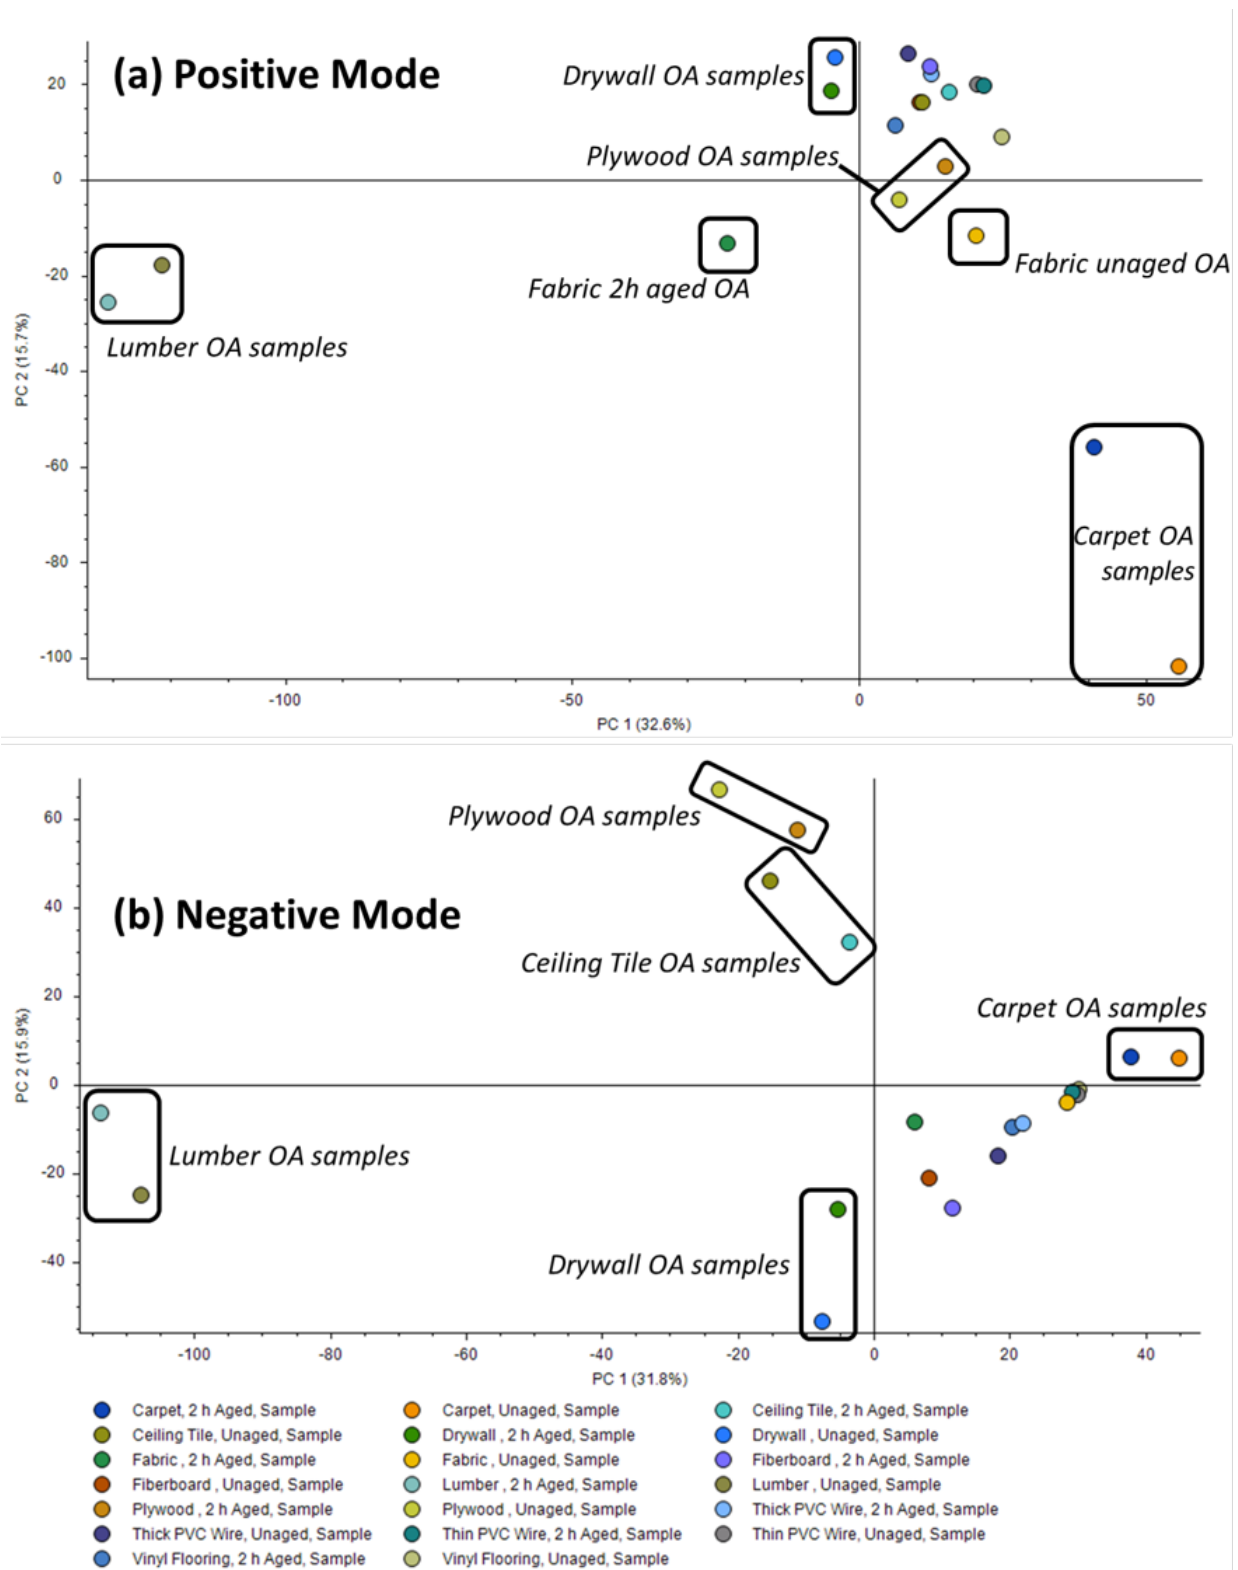 (a) Positive Mode
Drywall OA samples
Plywood OA samples
Fabric unaged OA
Fabric 2h aged OA
Lumber OA samples
Carpet OA
samples
20
0
-20
-40
-60
-80
-100
PC 2 (15.7%)
-100
-50
0
50
PC 1 (32.6%)
Plywood OA samples
(b) Negative Mode
Ceiling Tile OA samples
Carpet OA samples
Lumber OA samples
Drywall OA samples
60
40
20
0
-20
-40
PC 2 (15.9%)
-100
-80
-60
-40
-20
0
20
40
PC 1 (31.8%)
Carpet, 2 h Aged, Sample
Carpet, Unaged, Sample
Ceiling Tile, 2 h Aged, Sample
Ceiling Tile, Unaged, Sample
Drywall , 2 h Aged, Sample
Drywall , Unaged, Sample
Fabric , 2 h Aged, Sample
Fabric , Unaged, Sample
Fiberboard , 2 h Aged, Sample
Fiberboard , Unaged, Sample
Lumber , 2 h Aged, Sample
Lumber , Unaged, Sample
Plywood , 2 h Aged, Sample
Plywood , Unaged, Sample
Thick PVC Wire, 2 h Aged, Sample
Thick PVC Wire, Unaged, Sample
Thin PVC Wire, 2 h Aged, Sample
Thin PVC Wire, Unaged, Sample
Vinyl Flooring, 2 h Aged, Sample
Vinyl Flooring, Unaged, Sample